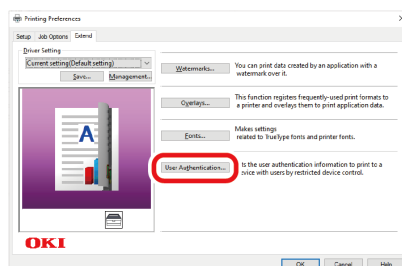 Printing Preferences
Setup Job Options Extend
Driver Setting
Current setting(Default setting)
Save... Management...
Watermarks...
You can print data created by an application with a
watermark over it.
Overlays...
This function registers frequently-used print formats to
a printer and overlays them to print application data.
Fonts...
Makes settings
related to TrueType fonts and printer fonts.
User Authentication...
ts the user authentication information to print to a
evice with users by restricted device control.
A
OKI
OK Cancel Help